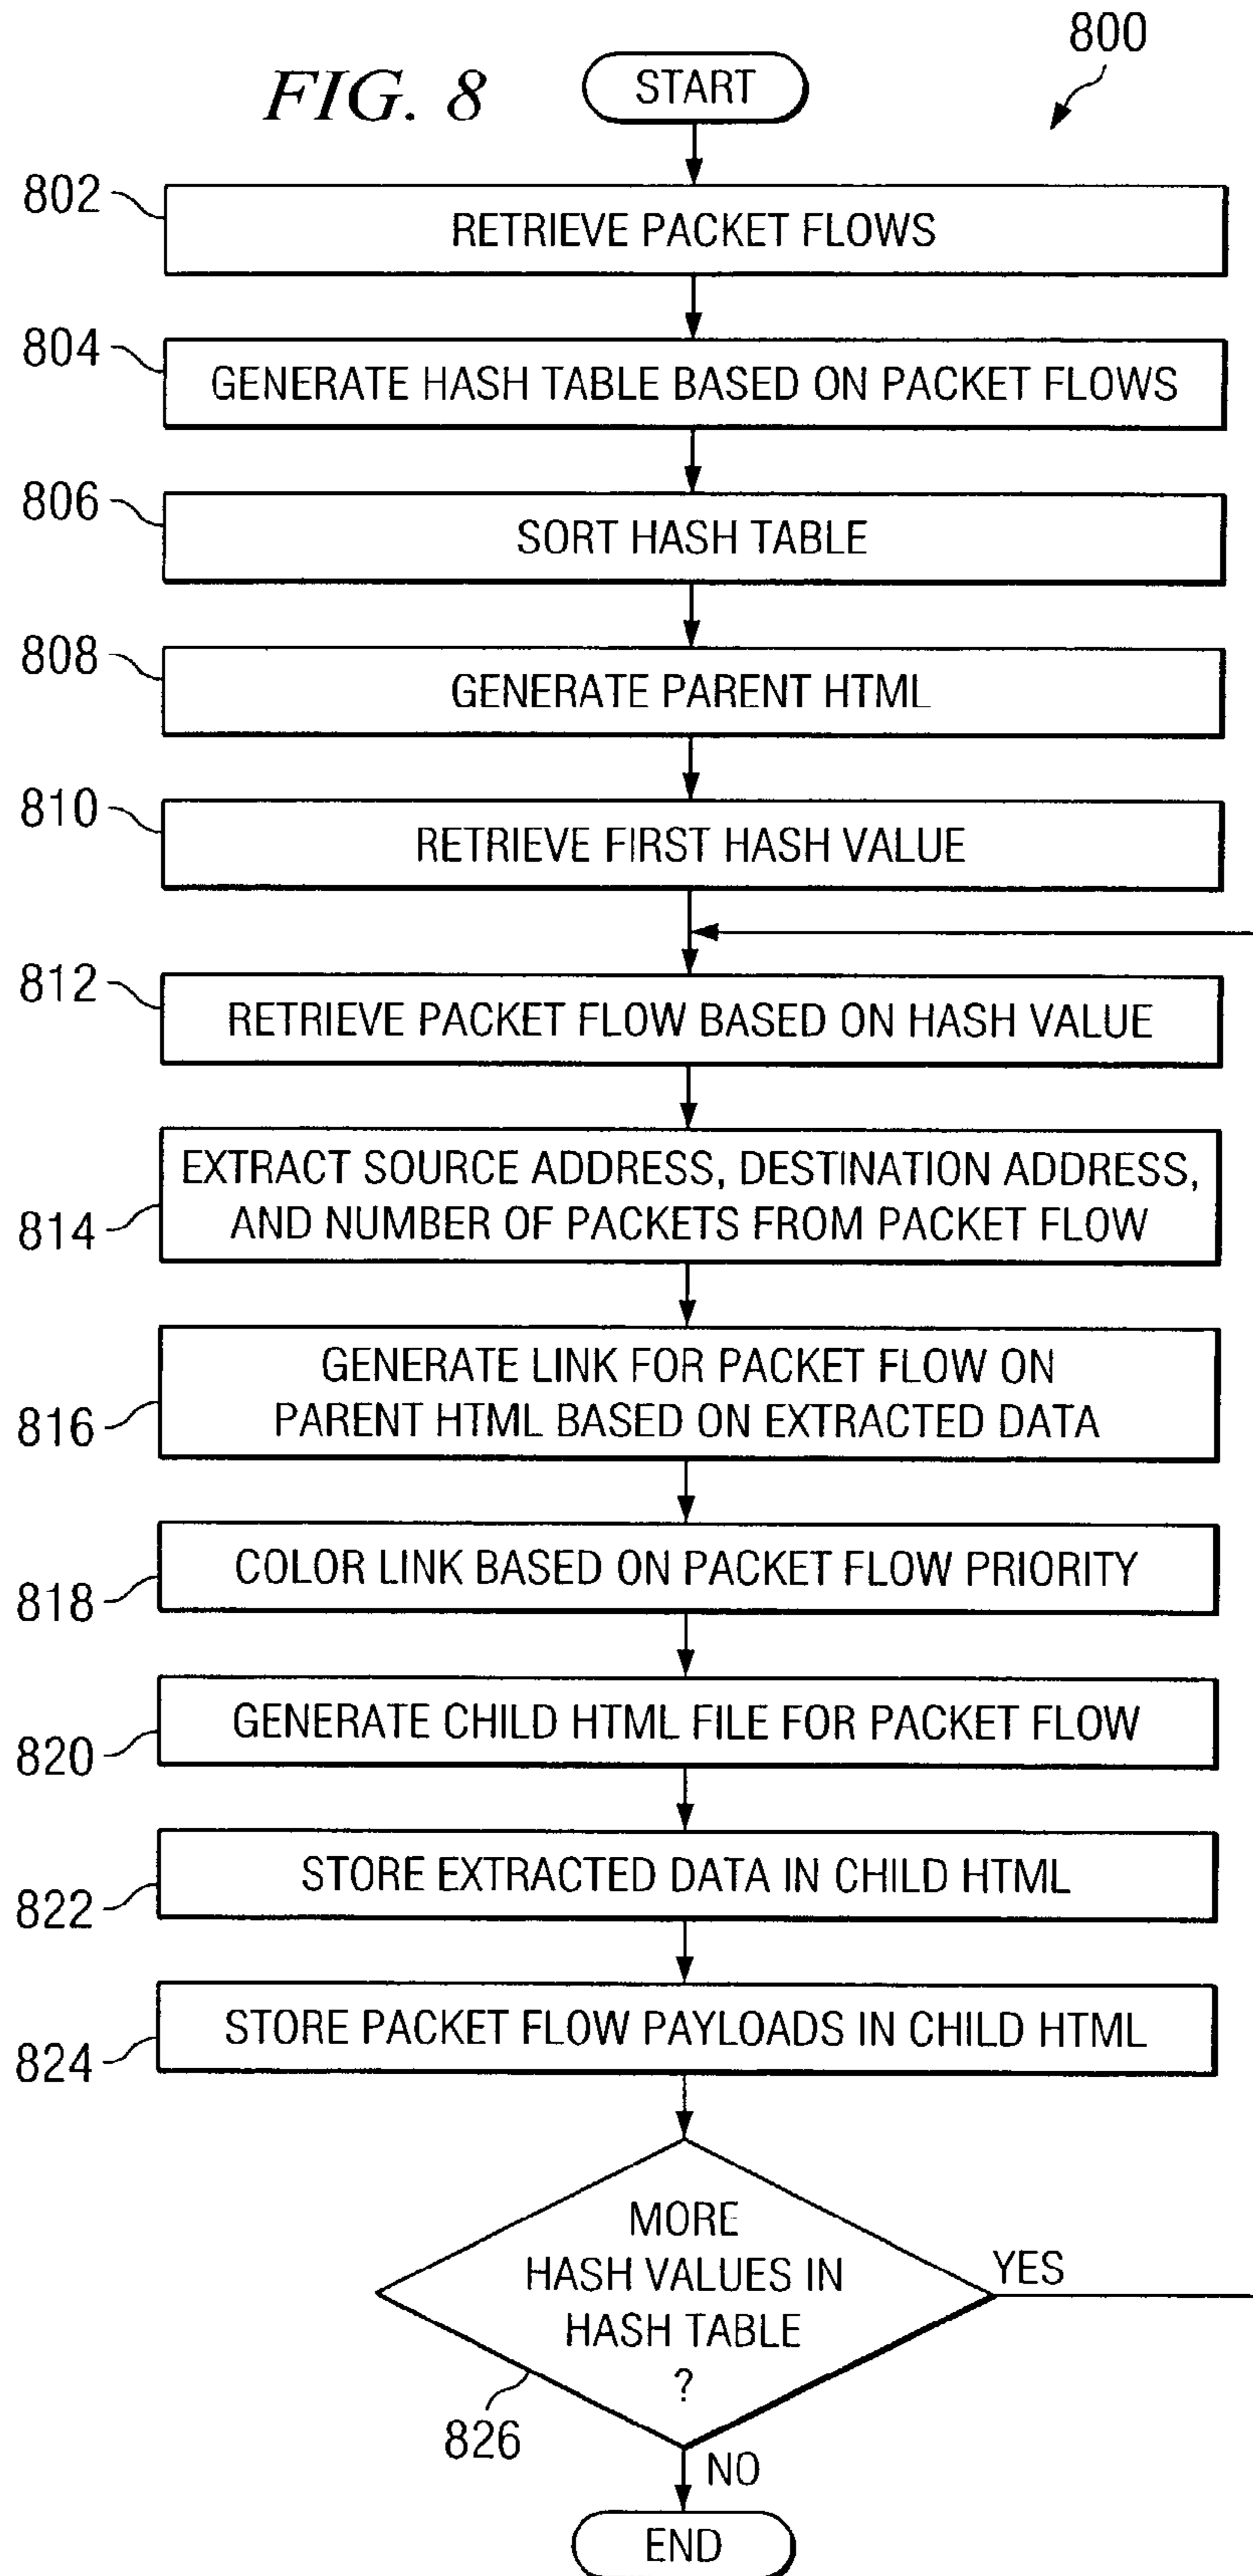 800
FIG. 8
START
802
RETRIEVE PACKET FLOWS
804
GENERATE HASH TABLE BASED ON PACKET FLOWS
806
SORT HASH TABLE
808
GENERATE PARENT HTML
810
RETRIEVE FIRST HASH VALUE
812
RETRIEVE PACKET FLOW BASED ON HASH VALUE
EXTRACT SOURCE ADDRESS, DESTINATION ADDRESS,
AND NUMBER OF PACKETS FROM PACKET FLOW
814
GENERATE LINK FOR PACKET FLOW ON
PARENT HTML BASED ON EXTRACTED DATA
816
COLOR LINK BASED ON PACKET FLOW PRIORITY
818
GENERATE CHILD HTML FILE FOR PACKET FLOW
820
STORE EXTRACTED DATA IN CHILD HTML
822
STORE PACKET FLOW PAYLOADS IN CHILD HTML
824
MORE
HASH VALUES IN
HASH TABLE
?
YES
826
NO
END